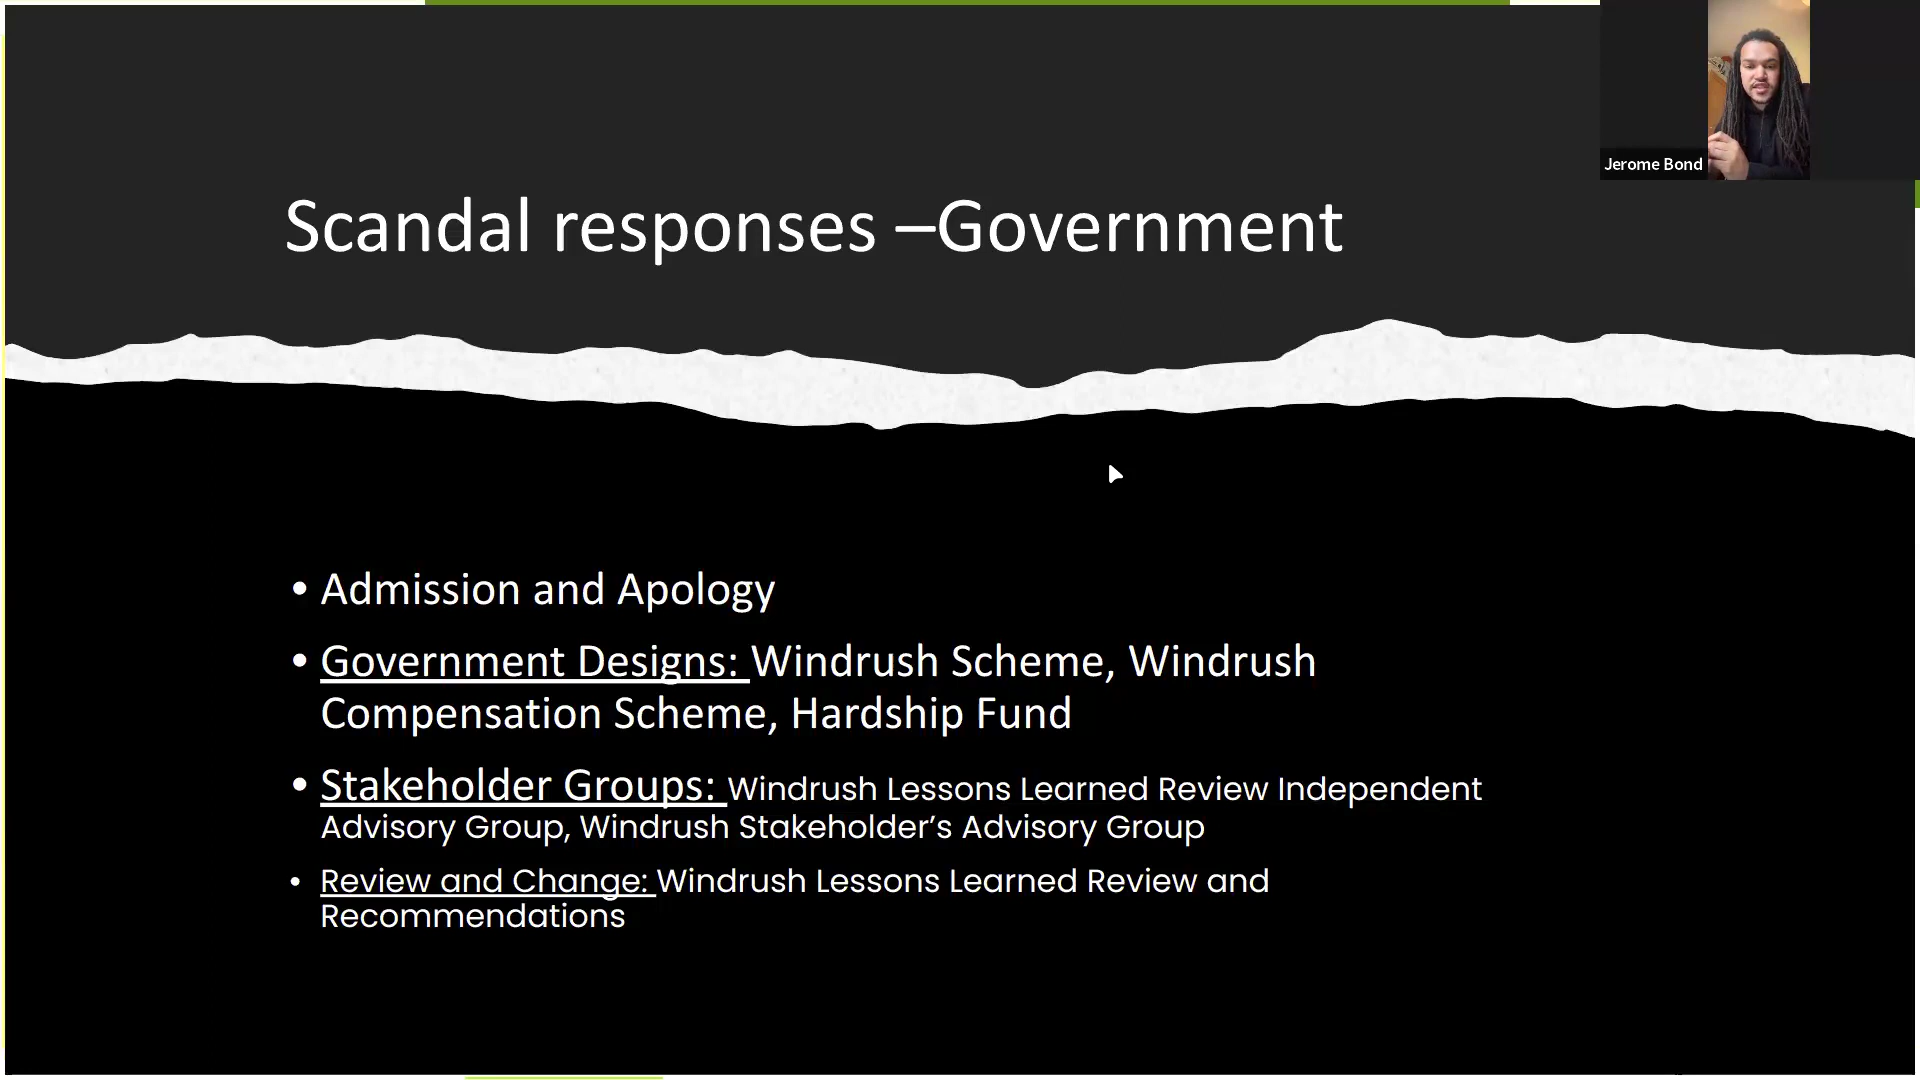 Jerome Bond
Scandal responses –Government
• Admission and Apology
• Government Designs: Windrush Scheme, Windrush
Compensation Scheme, Hardship Fund
• Stakeholder Groups: Windrush Lessons Learned Review Independent
Advisory Group, Windrush Stakeholder’s Advisory Group
• Review and Change: Windrush Lessons Learned Review and
Recommendations